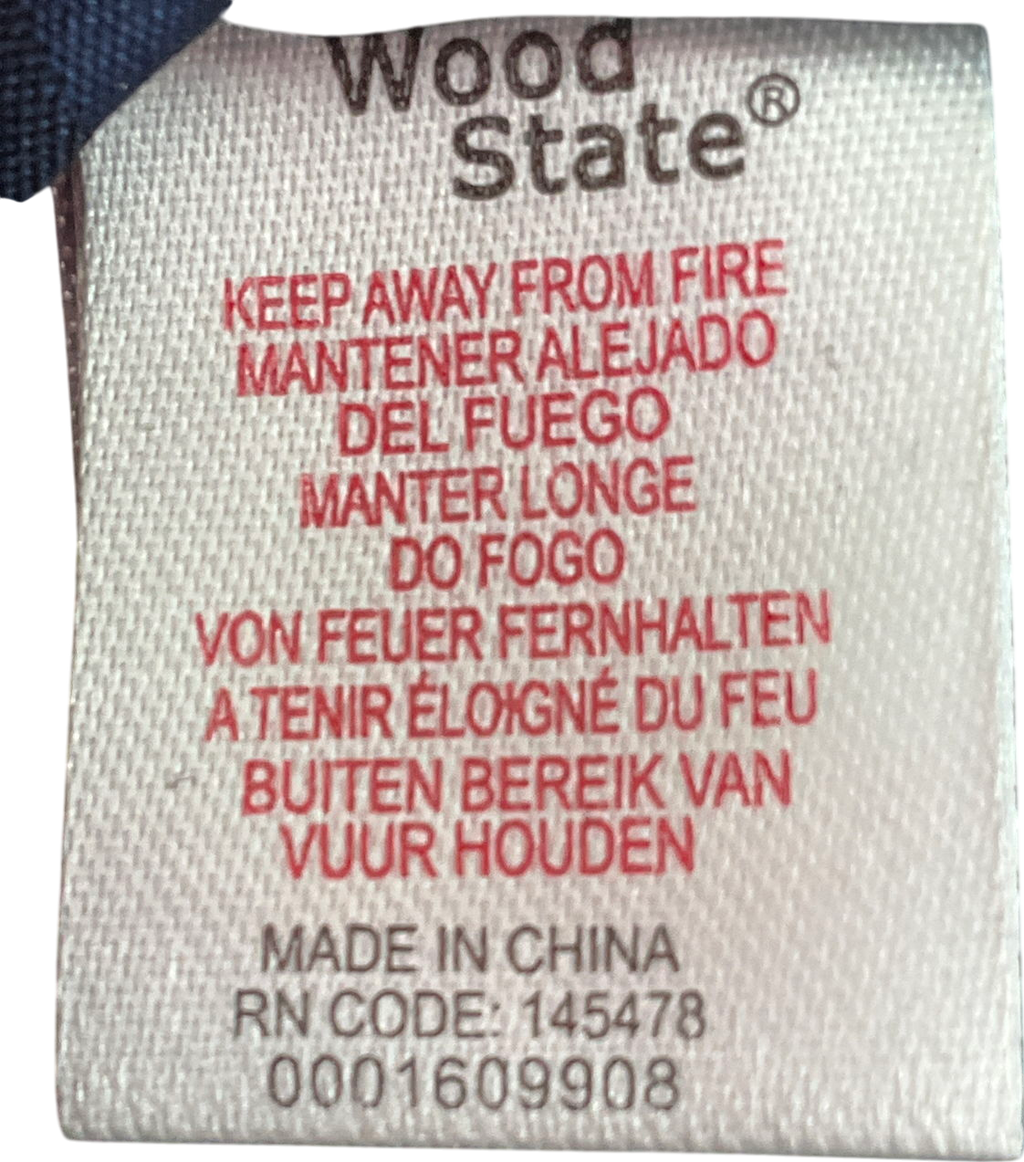 Wood
State®
KEEP AWAY FROM FIRE
MANTENER ALEJADO
DEL FUEGO
MANTER LONGE
DO FOGO
VON FEUER FERNHALTEN
A TENIR ÉLOIGNÉ DU FEU
BUITEN BEREIK VAN
VUUR HOUDEN
MADE IN CHINA
RN CODE: 145478
0001609908